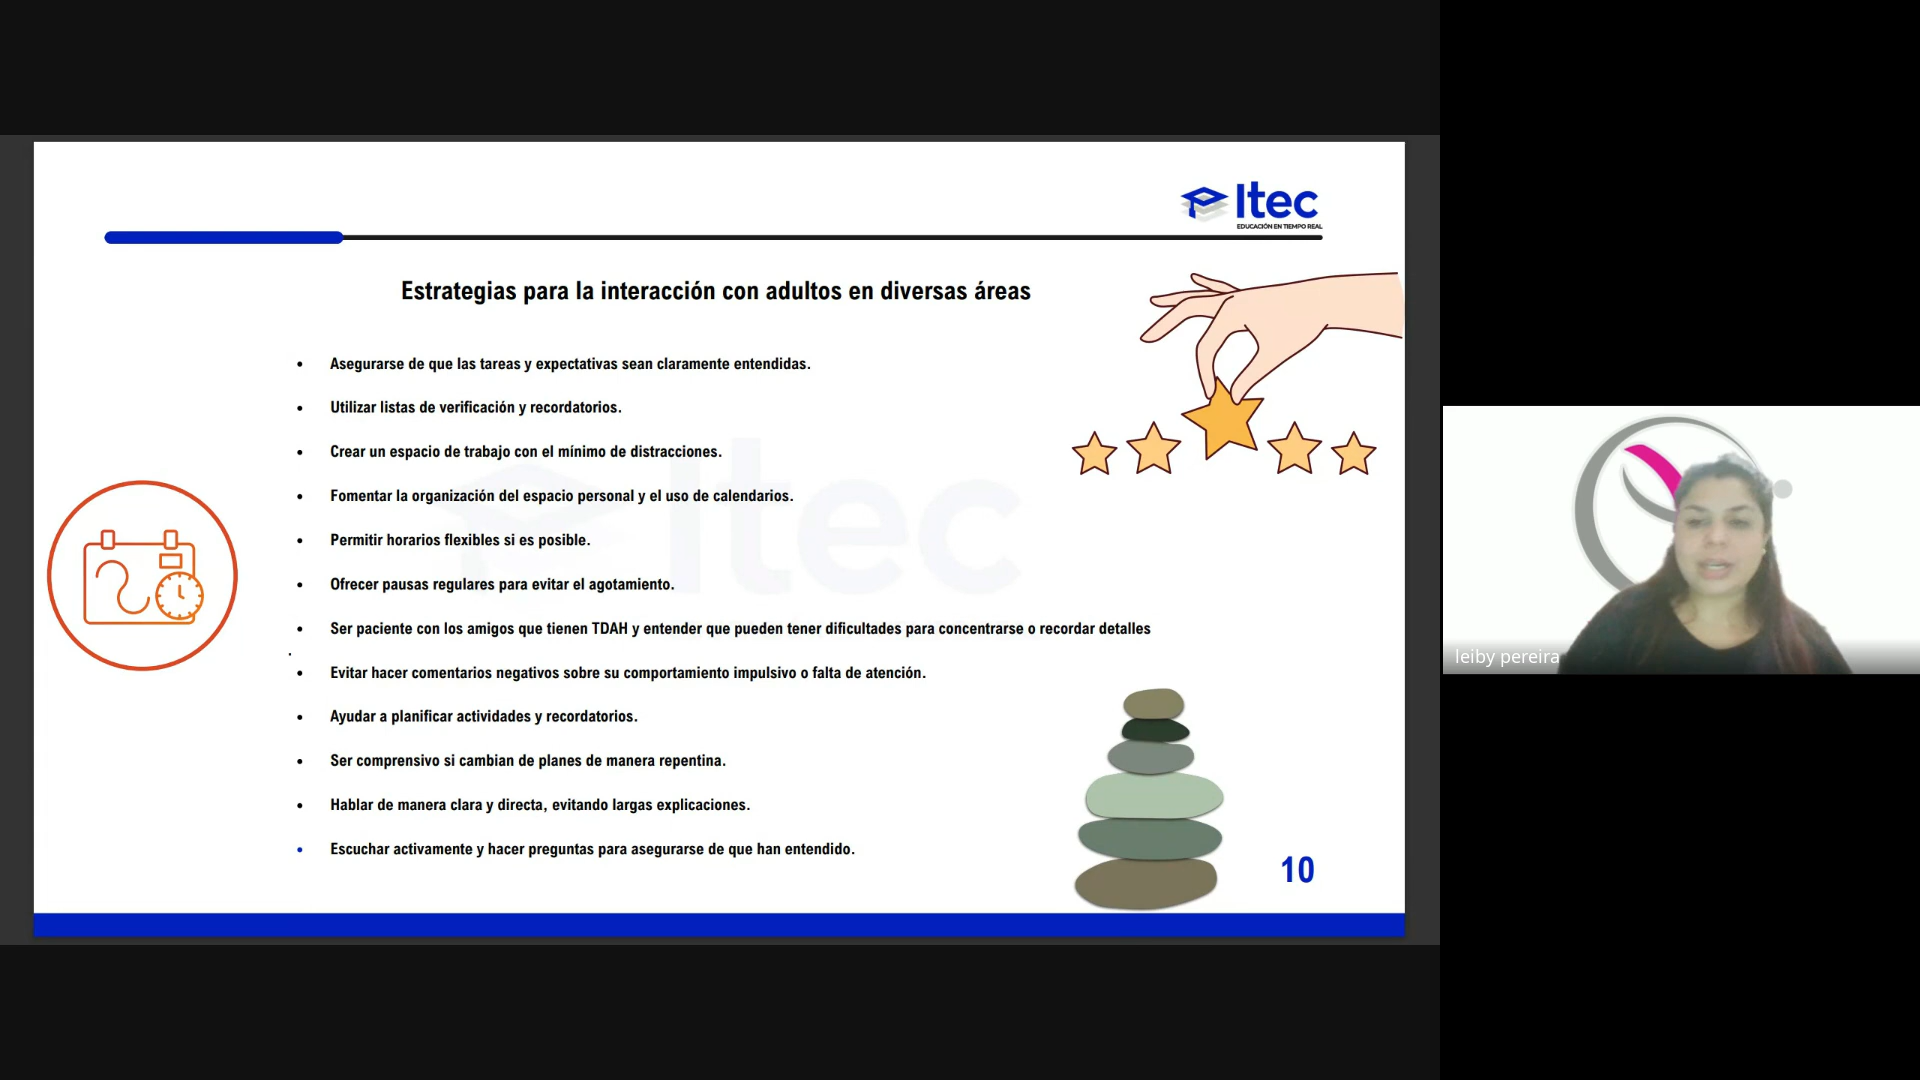 Itec
EDUCACIÓN EN TIEMPO REAL
Estrategias para la interacción con adultos en diversas áreas
• Asegurarse de que las tareas y expectativas sean claramente entendidas.
• Utilizar listas de verificación y recordatorios.
• Crear un espacio de trabajo con el mínimo de distracciones.
• Fomentar la organización del espacio personal y el uso de calendarios.
• Permitir horarios flexibles si es posible.
• Ofrecer pausas regulares para evitar el agotamiento.
• Ser paciente con los amigos que tienen TDAH y entender que pueden tener dificultades para concentrarse o recordar detalles
.
• Evitar hacer comentarios negativos sobre su comportamiento impulsivo o falta de atención.
• Ayudar a planificar actividades y recordatorios.
• Ser comprensivo si cambian de planes de manera repentina.
• Hablar de manera clara y directa, evitando largas explicaciones.
• Escuchar activamente y hacer preguntas para asegurarse de que han entendido.
Itec
10
leiby pereira